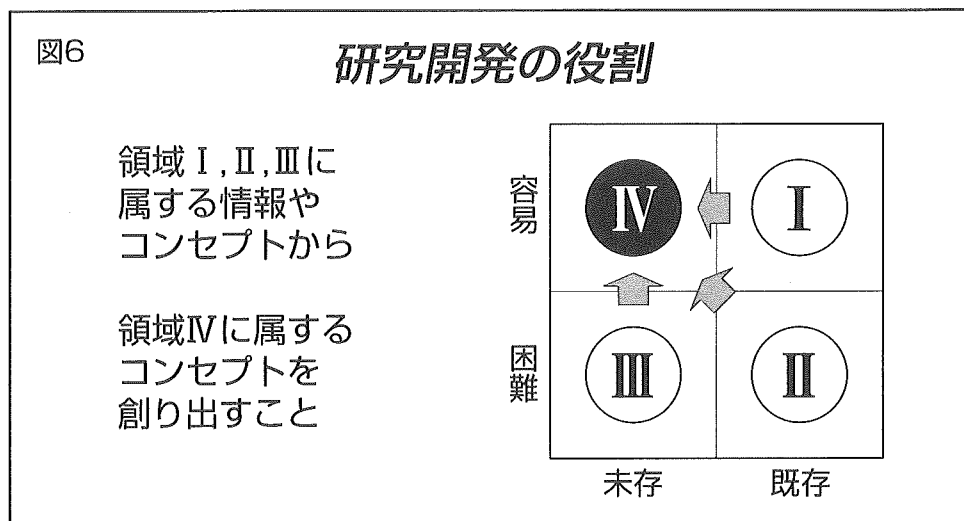 図6
研究開発の役割
領域Ⅰ,Ⅱ,Ⅲに
属する情報や
コンセプトから
領域Ⅳに属する
コンセプトを
創り出すこと
容易
Ⅳ
Ⅰ
困難
Ⅲ
Ⅱ
未存
既存